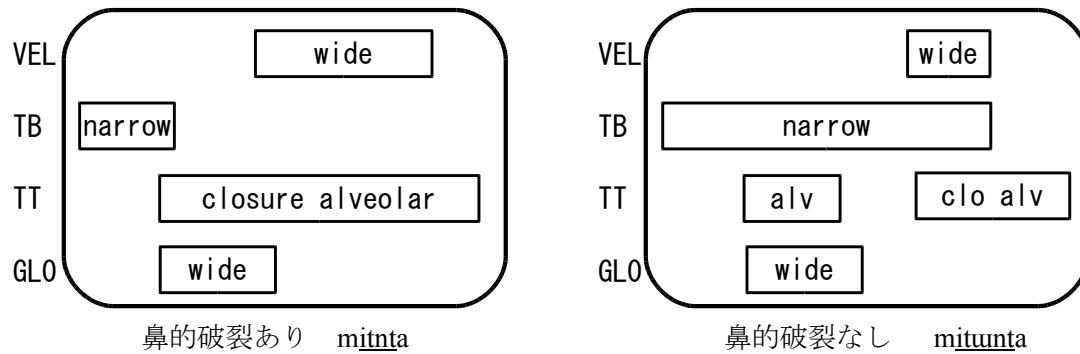 VEL wide VEL wide
TB narrow TB narrow
TT closure alveolar TT alv clo alv
GLO wide GLO wide
鼻的破裂あり mitnta 鼻的破裂なし mitɯnta